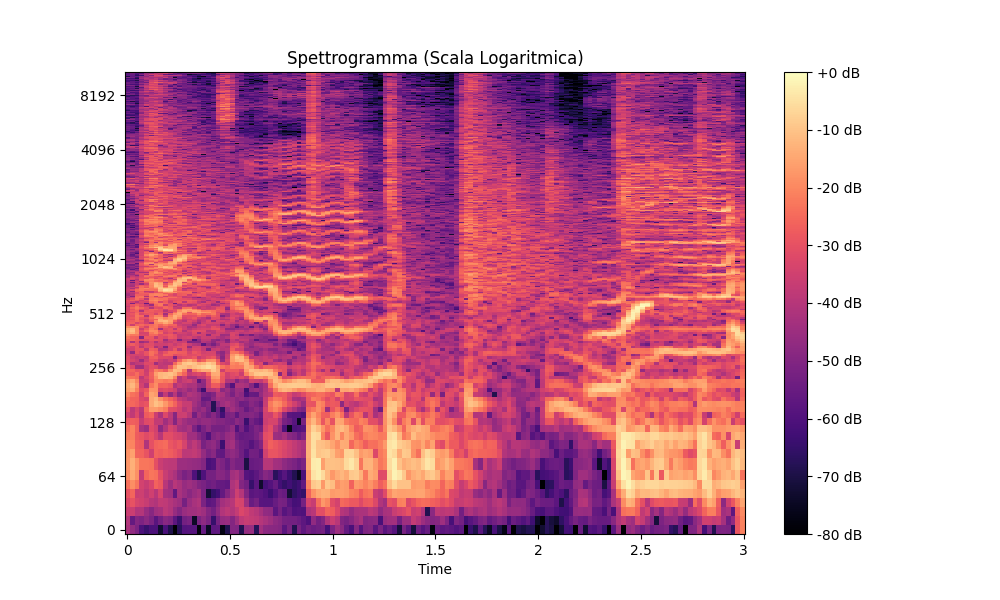 Spettrogramma (Scala Logaritmica)
Hz
8192
4096
2048
1024
512
256
128
64
0
0
0.5
1
1.5
2
2.5
3
Time
+0 dB
-10 dB
-20 dB
-30 dB
-40 dB
-50 dB
-60 dB
-70 dB
-80 dB